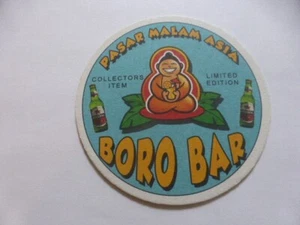 PASAR MALAM ASIA
COLLECTORS ITEM
LIMITED EDITION
BORO BAR